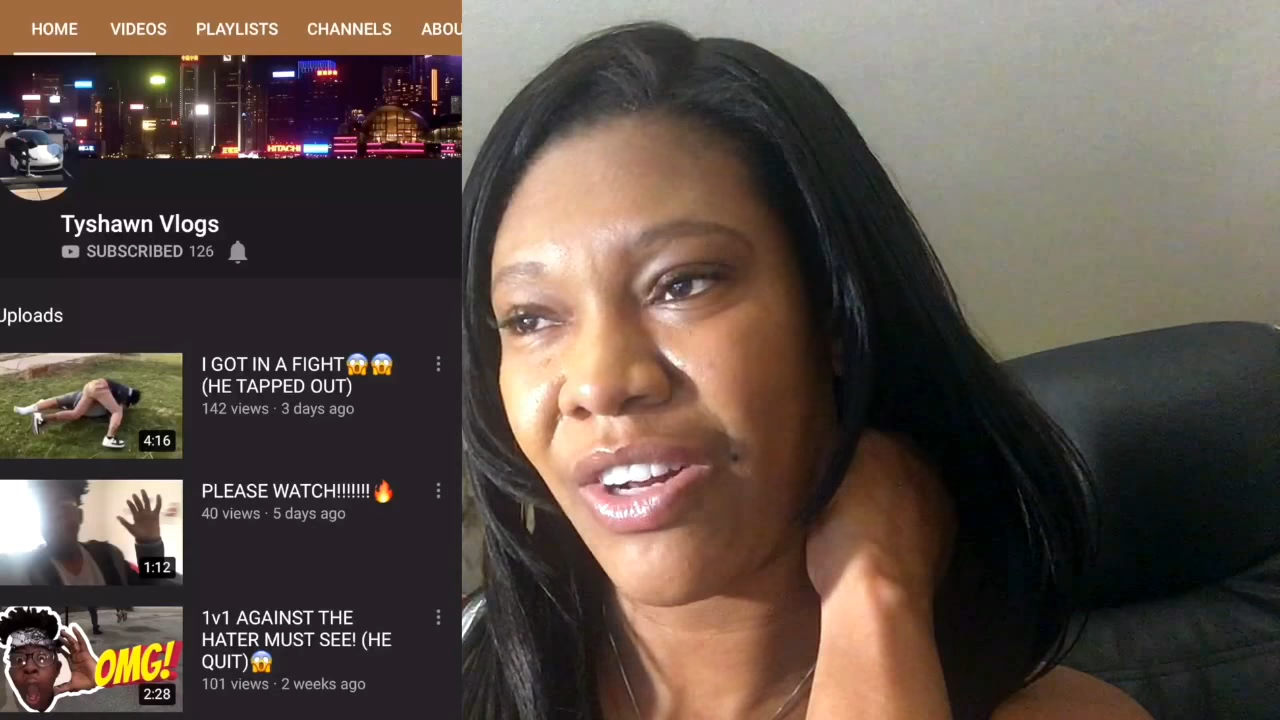 HOME VIDEOS PLAYLISTS CHANNELS ABOU
HITACHI
Tyshawn Vlogs
SUBSCRIBED 126
Uploads
I GOT IN A FIGHT😱😱
(HE TAPPED OUT)
142 views · 3 days ago
4:16
PLEASE WATCH!!!!!!!🔥
40 views · 5 days ago
1:12
1v1 AGAINST THE
HATER MUST SEE! (HE
QUIT)😱
101 views · 2 weeks ago
OMG!
2:28